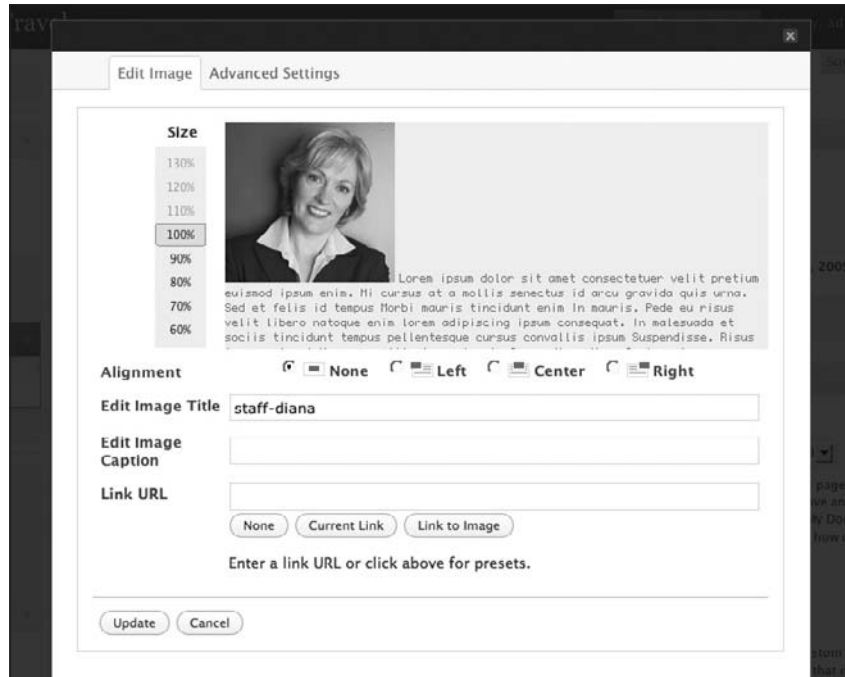 Edit Image Advanced Settings
Size
130%
120%
110%
100%
90%
80%
70%
60%
Lorem ipsum dolor sit amet consectetuer velit pretium
euismod ipsum enim. Mi cursus at a mollis senectus id arcu gravida quis urna.
Sed et felis id tempus Morbi mauris tincidunt enim In mauris. Pede eu risus
velit libero natoque enim lorem adipiscing ipsum consequat. In malesuada et
sociis tincidunt tempus pellentesque cursus convallis ipsum Suspendisse. Risus
Alignment None Left Center Right
Edit Image Title staff-diana
Edit Image
Caption
Link URL
None Current Link Link to Image
Enter a link URL or click above for presets.
Update Cancel